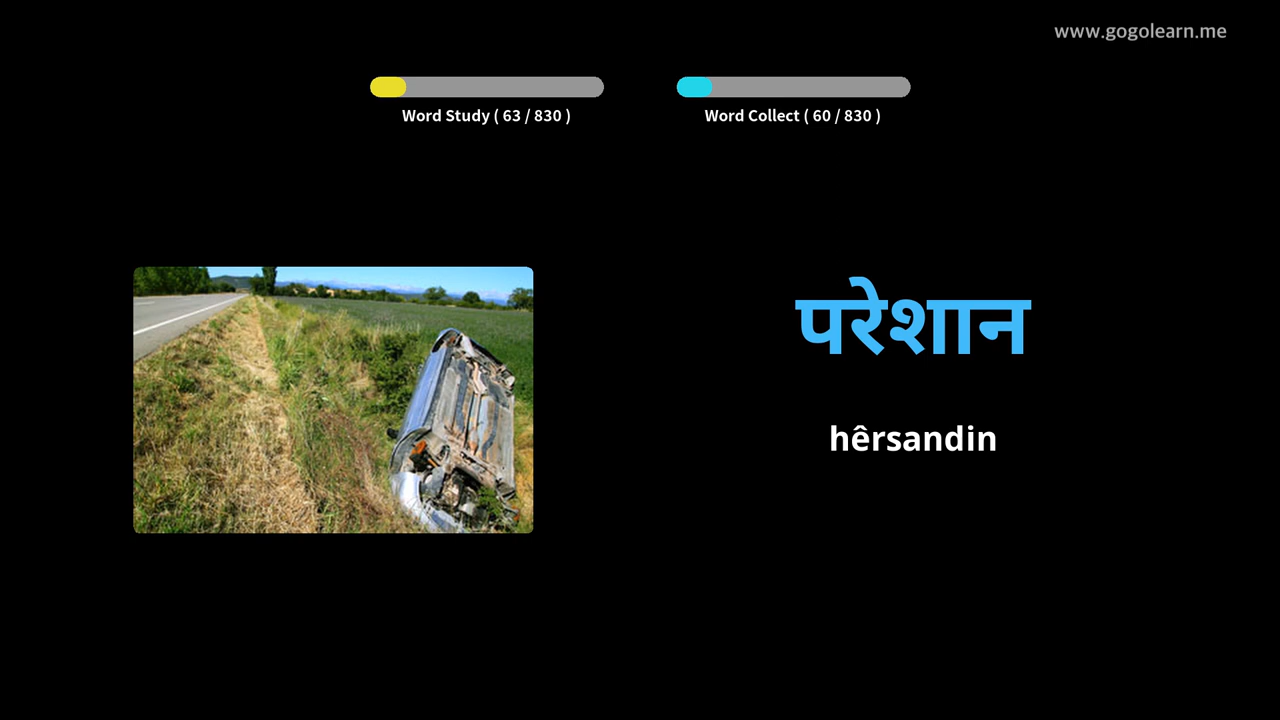 www.gogolearn.me
Word Study ( 63 / 830 )
Word Collect ( 60 / 830 )
परेशान
hêrsandin